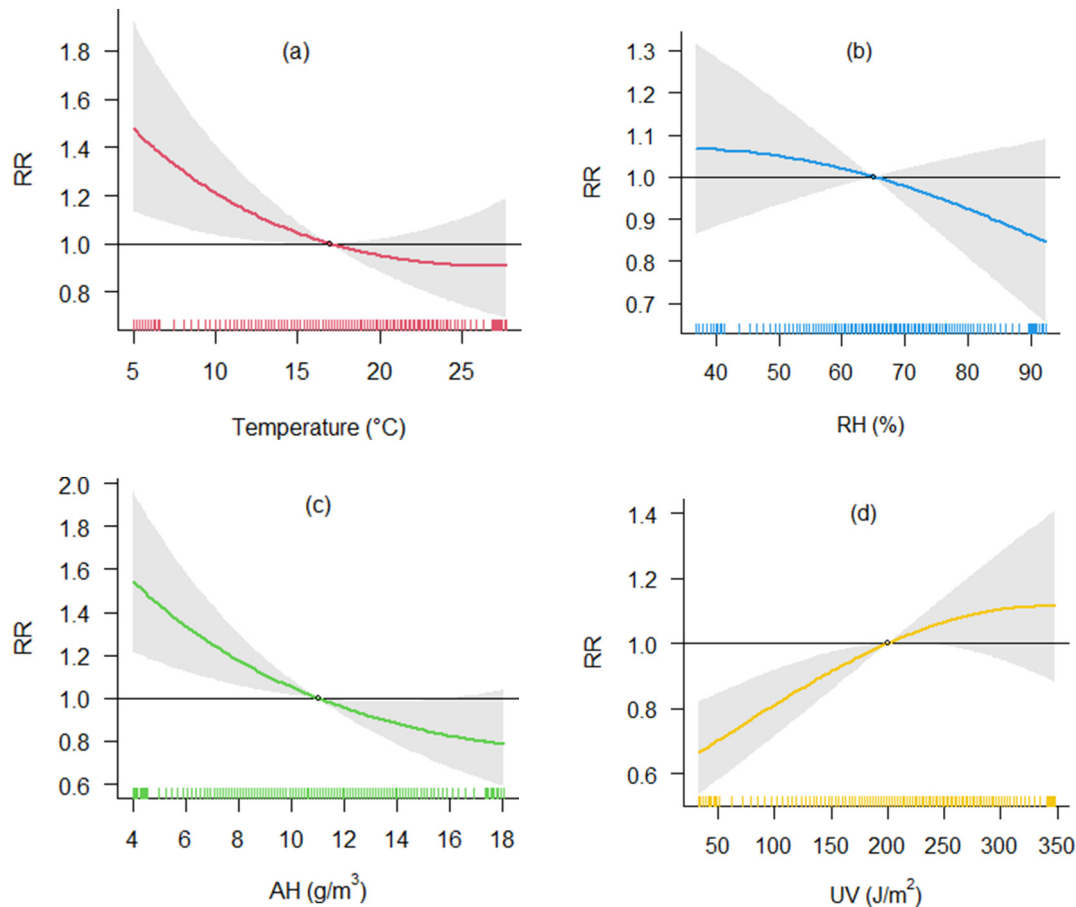 (a)
RR
1.8
1.6
1.4
1.2
1.0
0.8
5 10 15 20 25
Temperature (°C)
(b)
RR
1.3
1.2
1.1
1.0
0.9
0.8
0.7
40 50 60 70 80 90
RH (%)
(c)
RR
2.0
1.8
1.6
1.4
1.2
1.0
0.8
0.6
4 6 8 10 12 14 16 18
AH (g/m³)
(d)
RR
1.4
1.2
1.0
0.8
0.6
50 100 150 200 250 300 350
UV (J/m²)